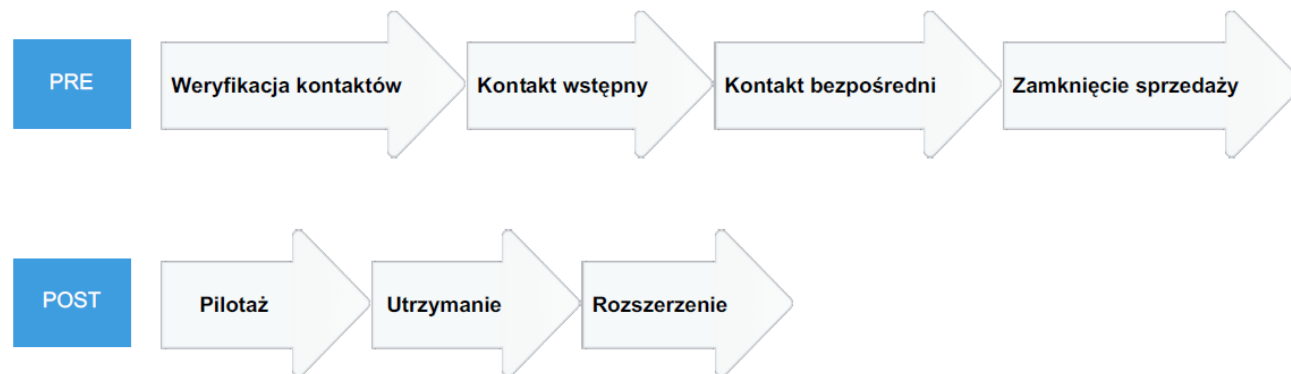 PRE
Weryfikacja kontaktów
Kontakt wstępny
Kontakt bezpośredni
Zamknięcie sprzedaży
POST
Pilotaż
Utrzymanie
Rozszerzenie